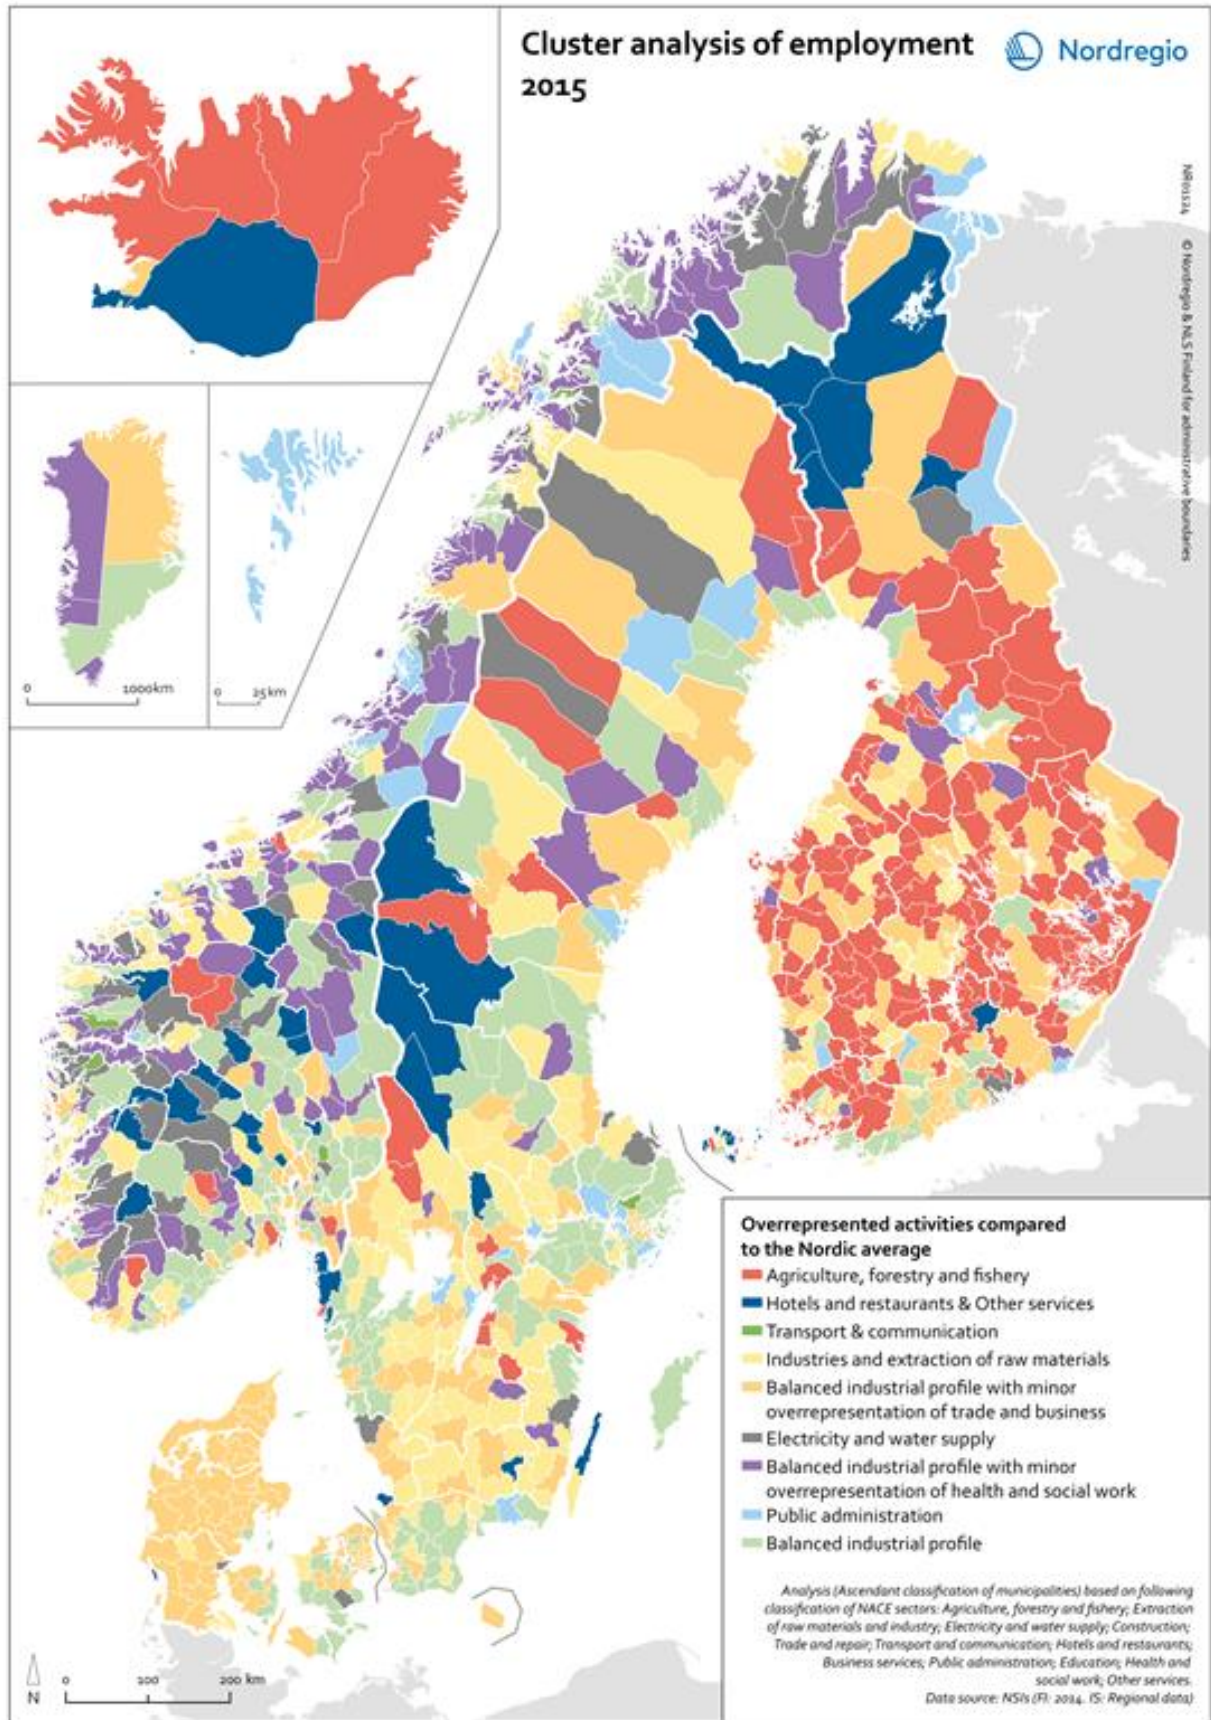 Cluster analysis of employment
2015
Nordregio
NR01524 © Nordregio & NLS Finland for administrative boundaries
0 1000km
0 25km
Overrepresented activities compared
to the Nordic average
Agriculture, forestry and fishery
Hotels and restaurants & Other services
Transport & communication
Industries and extraction of raw materials
Balanced industrial profile with minor
overrepresentation of trade and business
Electricity and water supply
Balanced industrial profile with minor
overrepresentation of health and social work
Public administration
Balanced industrial profile
Analysis (Ascendant classification of municipalities) based on following
classification of NACE sectors: Agriculture, forestry and fishery; Extraction
of raw materials and industry; Electricity and water supply; Construction;
Trade and repair; Transport and communication; Hotels and restaurants;
Business services; Public administration; Education; Health and
social work; Other services.
Data source: NSIs (FI: 2014. IS: Regional data)
N
0 100 200 km